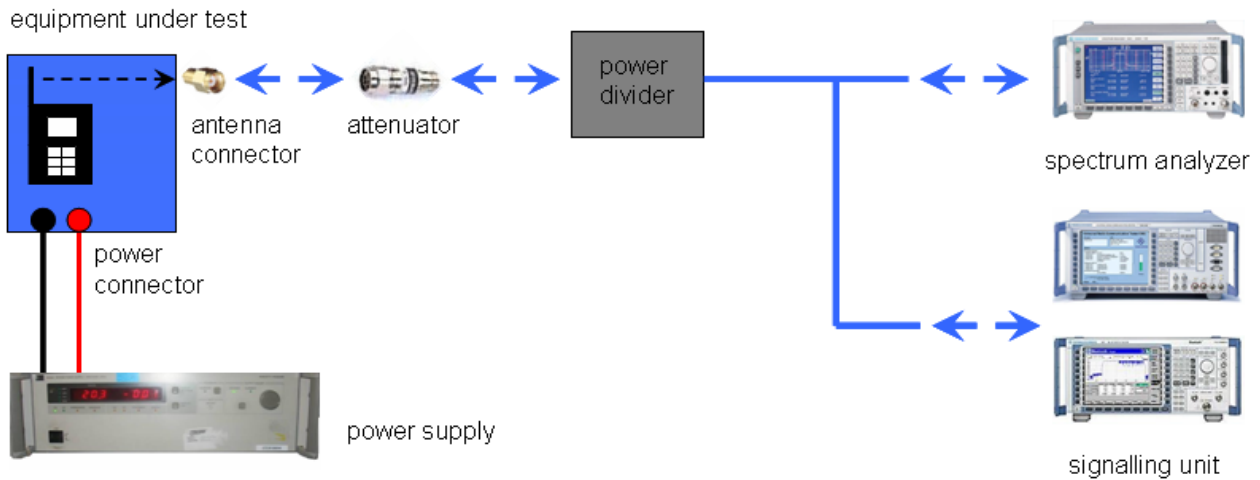 equipment under test
antenna
connector
attenuator
power
divider
spectrum analyzer
power
connector
power supply
signalling unit